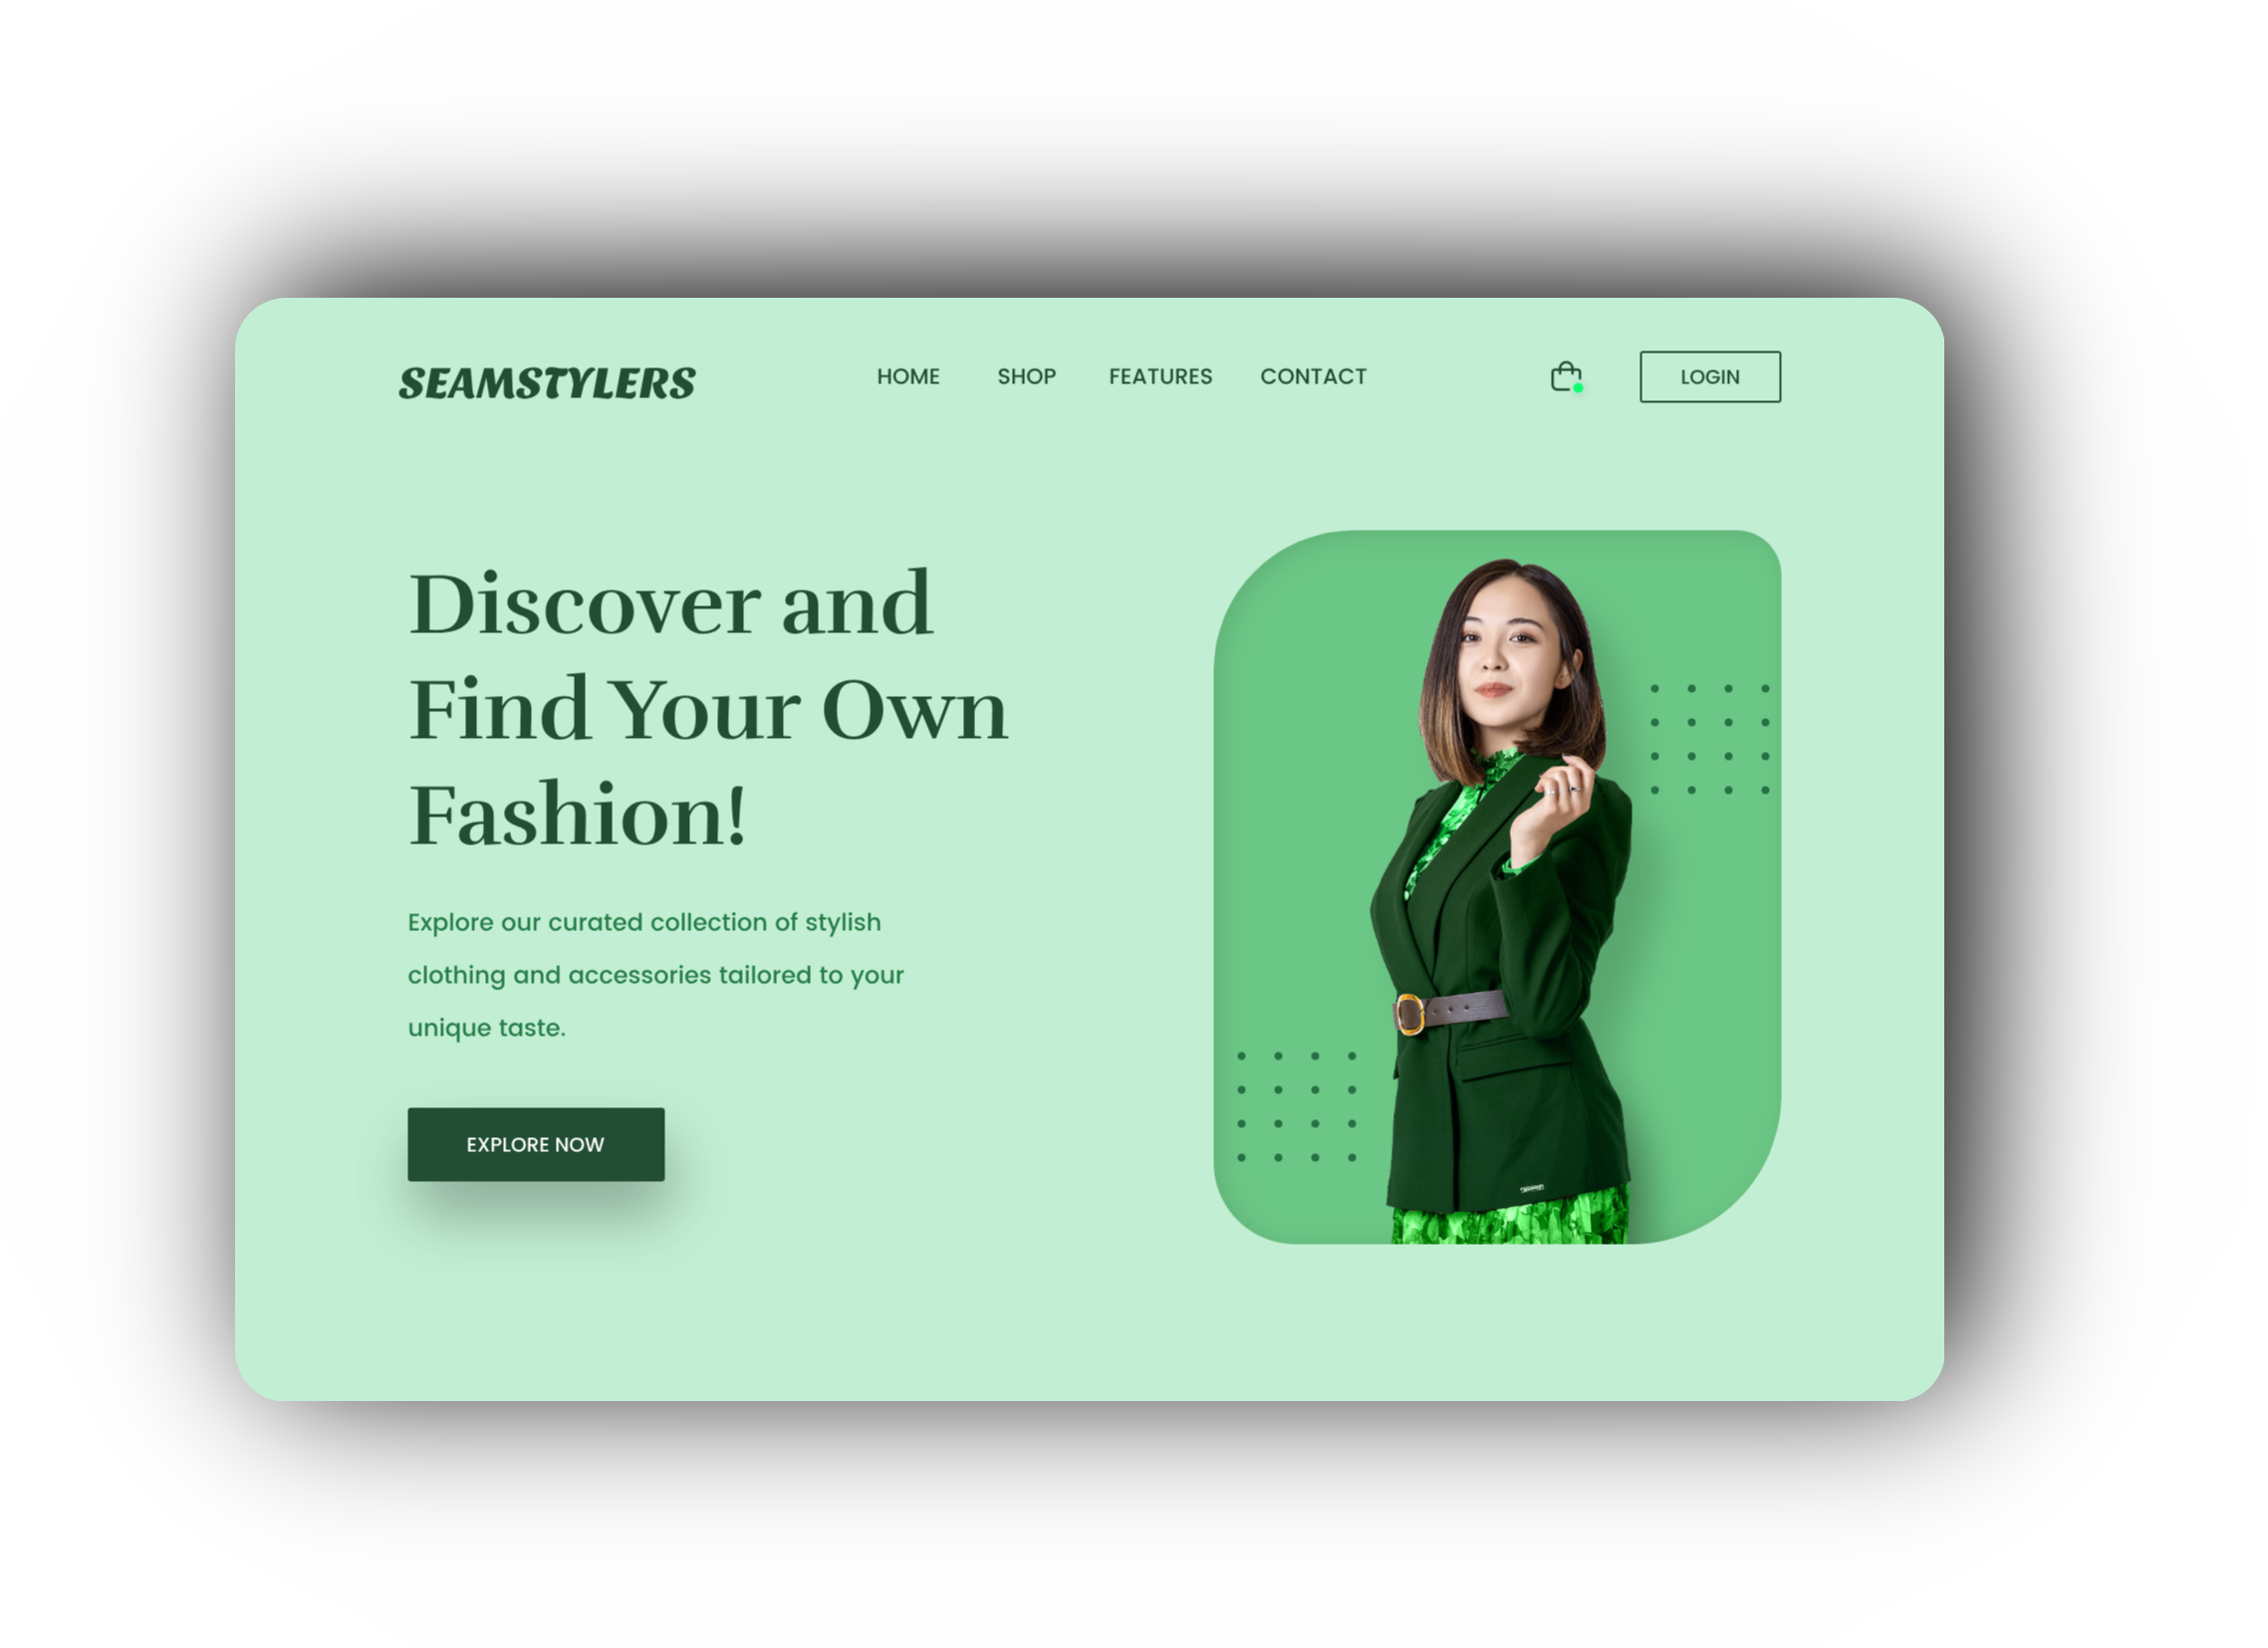 SEAMSTYLERS
HOME SHOP FEATURES CONTACT
LOGIN
Discover and
Find Your Own
Fashion!
Explore our curated collection of stylish
clothing and accessories tailored to your
unique taste.
EXPLORE NOW